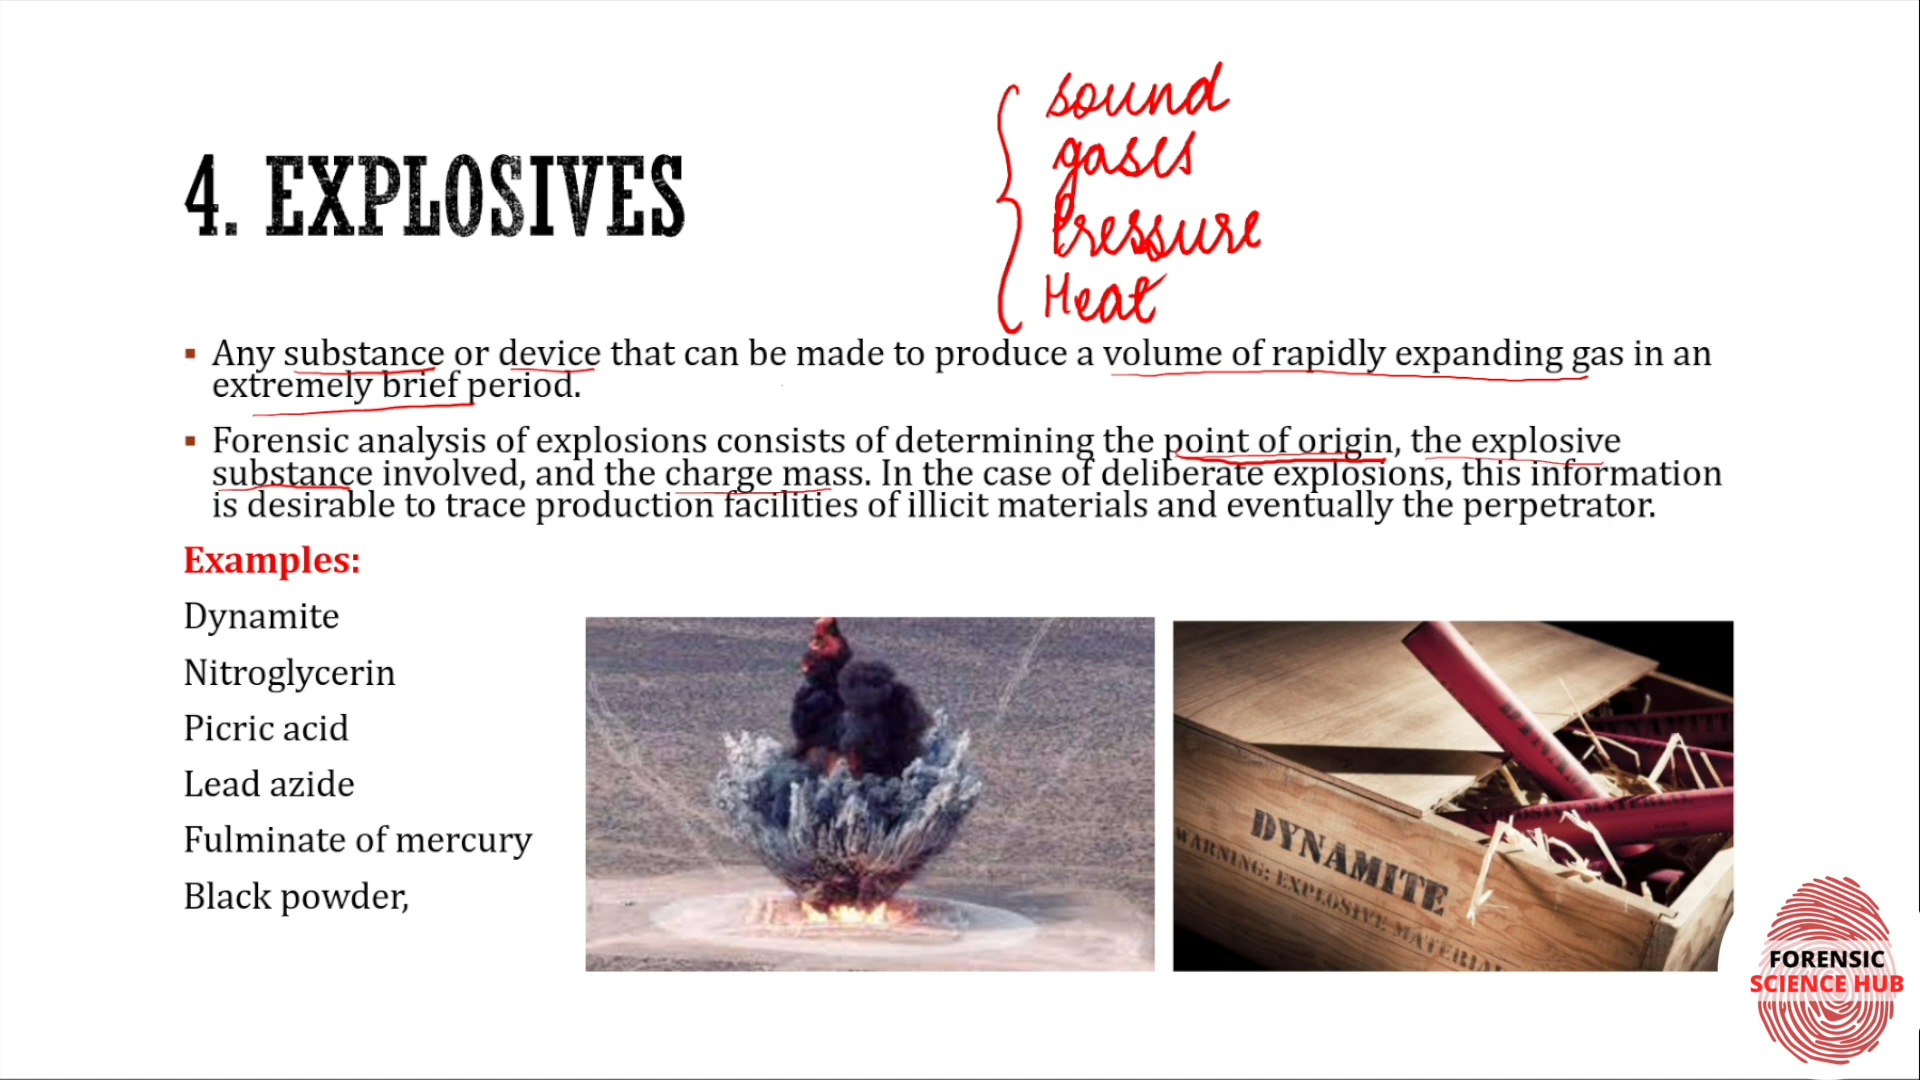 sound
gases
Pressure
Heat
4. EXPLOSIVES
▪ Any substance or device that can be made to produce a volume of rapidly expanding gas in an
extremely brief period.
▪ Forensic analysis of explosions consists of determining the point of origin, the explosive
substance involved, and the charge mass. In the case of deliberate explosions, this information
is desirable to trace production facilities of illicit materials and eventually the perpetrator.
Examples:
Dynamite
Nitroglycerin
Picric acid
Lead azide
Fulminate of mercury
Black powder,
DYNAMITE
WARNING: EXPLOSIVE MATERIAL
FORENSIC
SCIENCE HUB